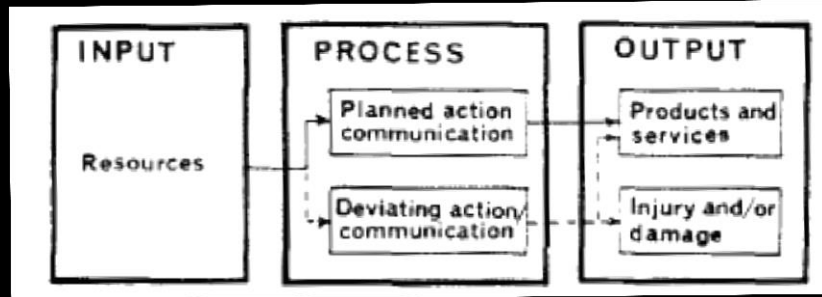 INPUT
Resources
PROCESS
Planned action
communication
Deviating action/
communication
OUTPUT
Products and
services
Injury and/or
damage